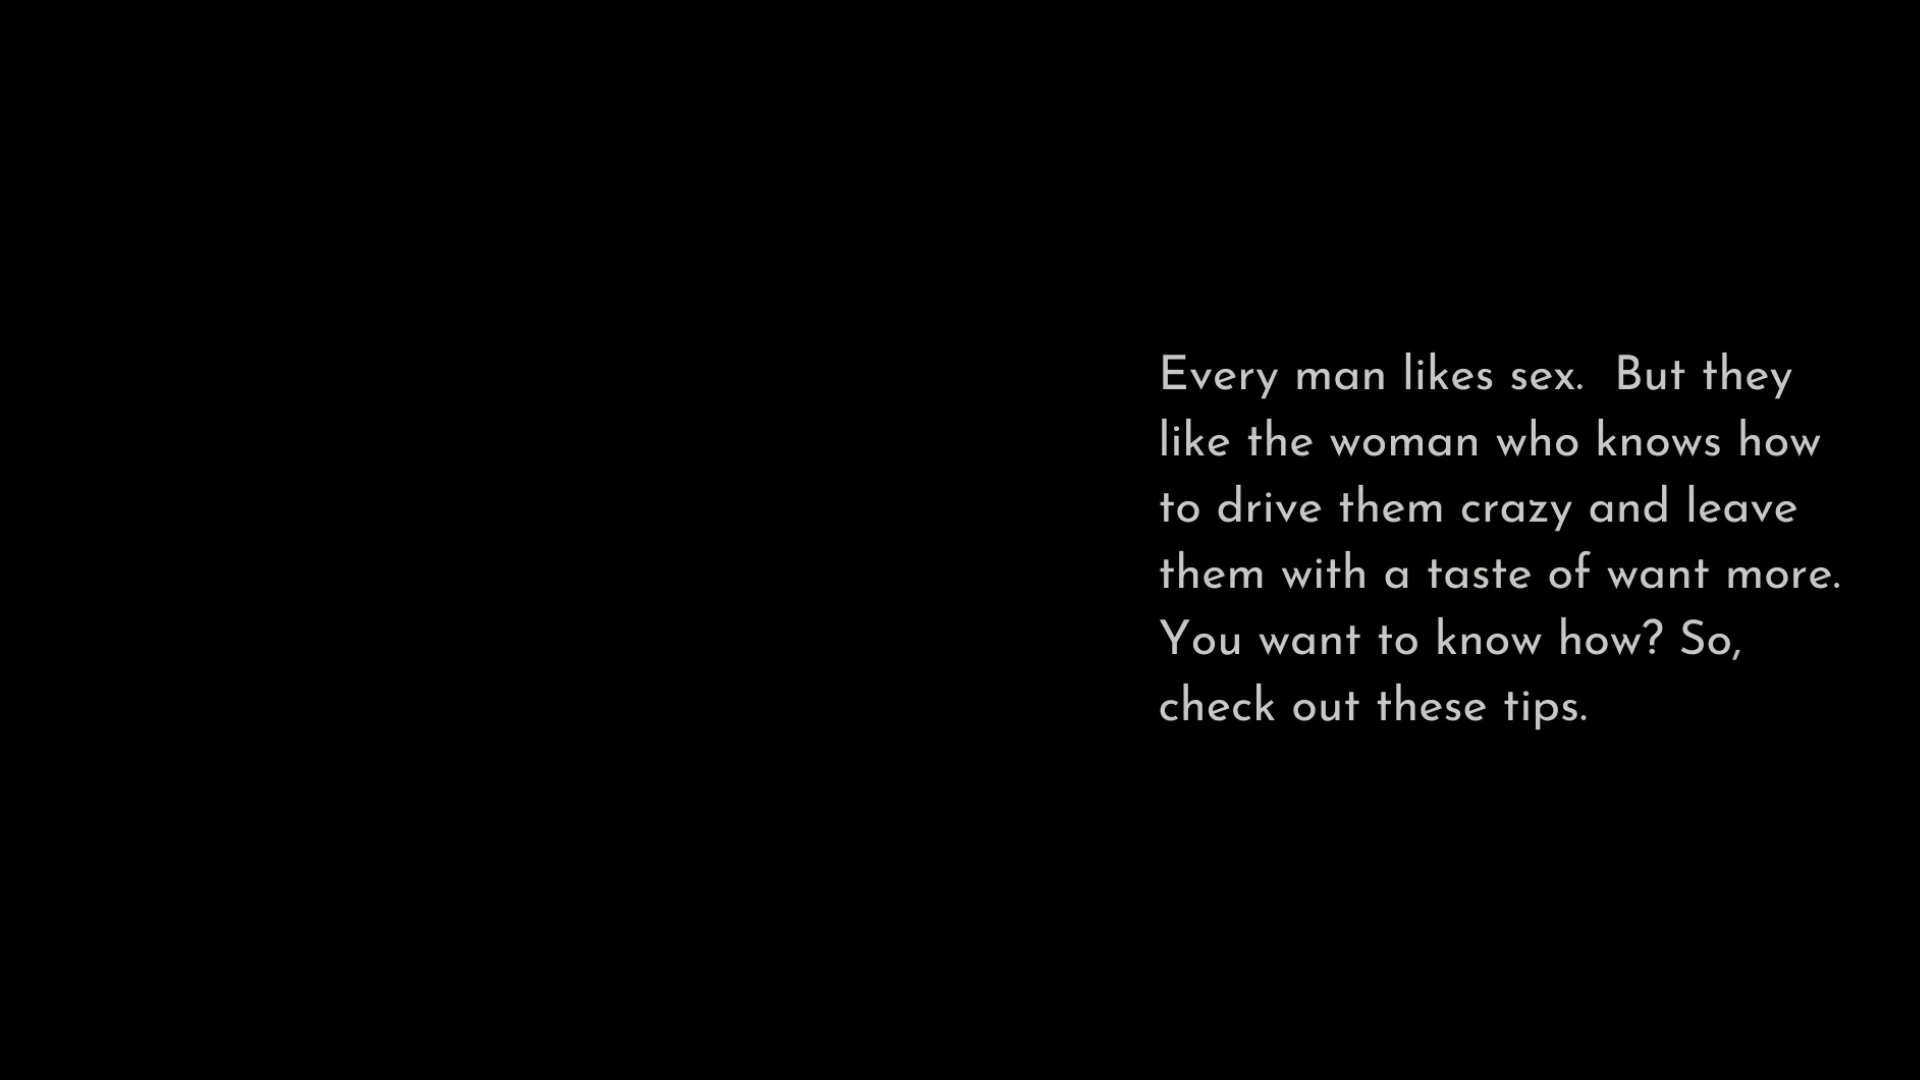 Every man likes sex.  But they
like the woman who knows how
to drive them crazy and leave
them with a taste of want more.
You want to know how? So,
check out these tips.